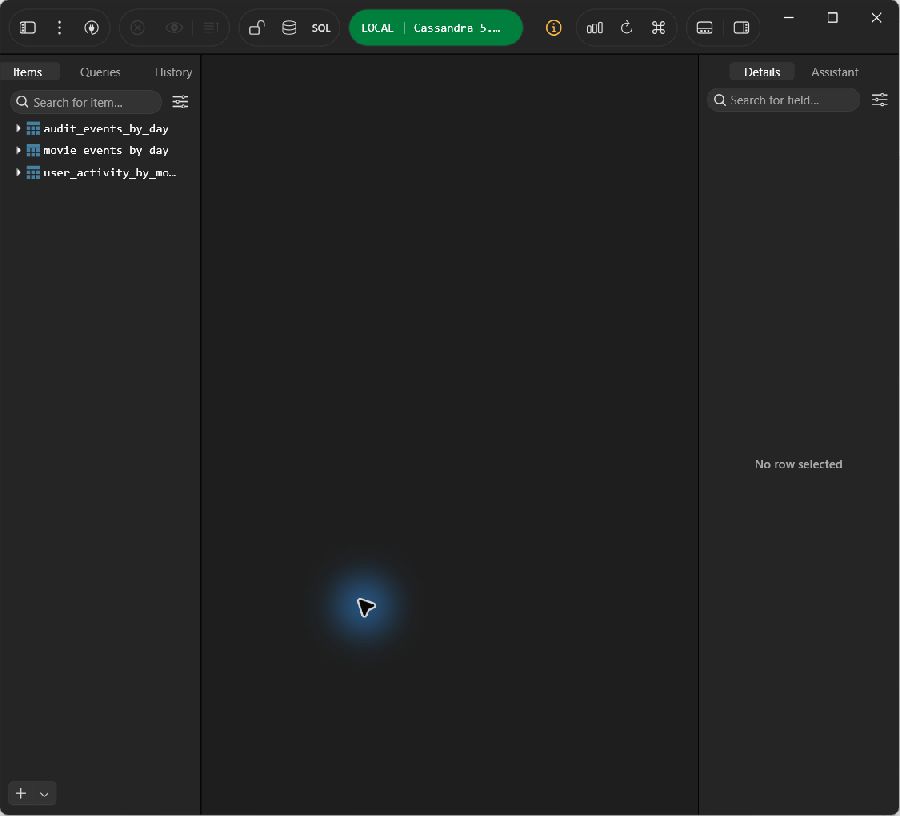 SQL LOCAL | Cassandra 5....
Items Queries History
Search for item...
audit_events_by_day
movie_events_by_day
user_activity_by_mo...
Details Assistant
Search for field...
No row selected